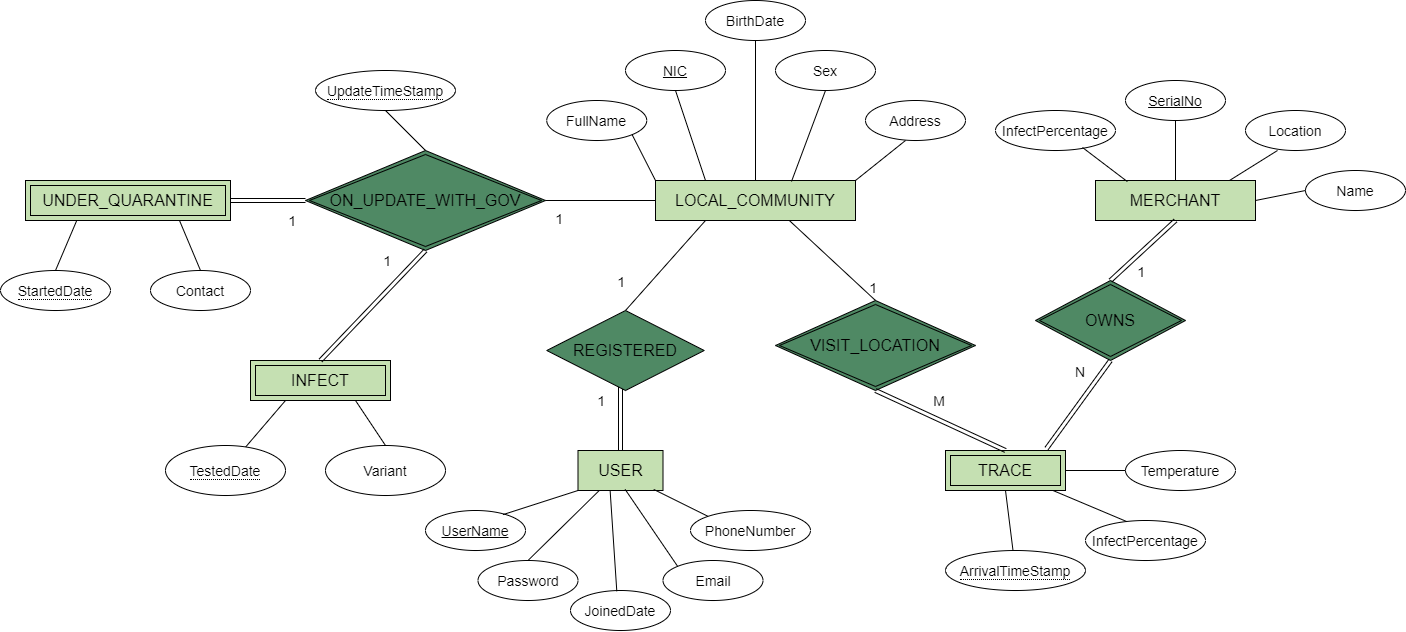 BirthDate
NIC
Sex
UpdateTimeStamp
FullName
Address
SerialNo
InfectPercentage
Location
Name
UNDER_QUARANTINE
ON_UPDATE_WITH_GOV
LOCAL_COMMUNITY
MERCHANT
1
1
1
StartedDate
Contact
1
1
1
OWNS
REGISTERED
VISIT_LOCATION
N
INFECT
1
M
TestedDate
Variant
USER
TRACE
Temperature
UserName
PhoneNumber
InfectPercentage
Password
Email
ArrivalTimeStamp
JoinedDate